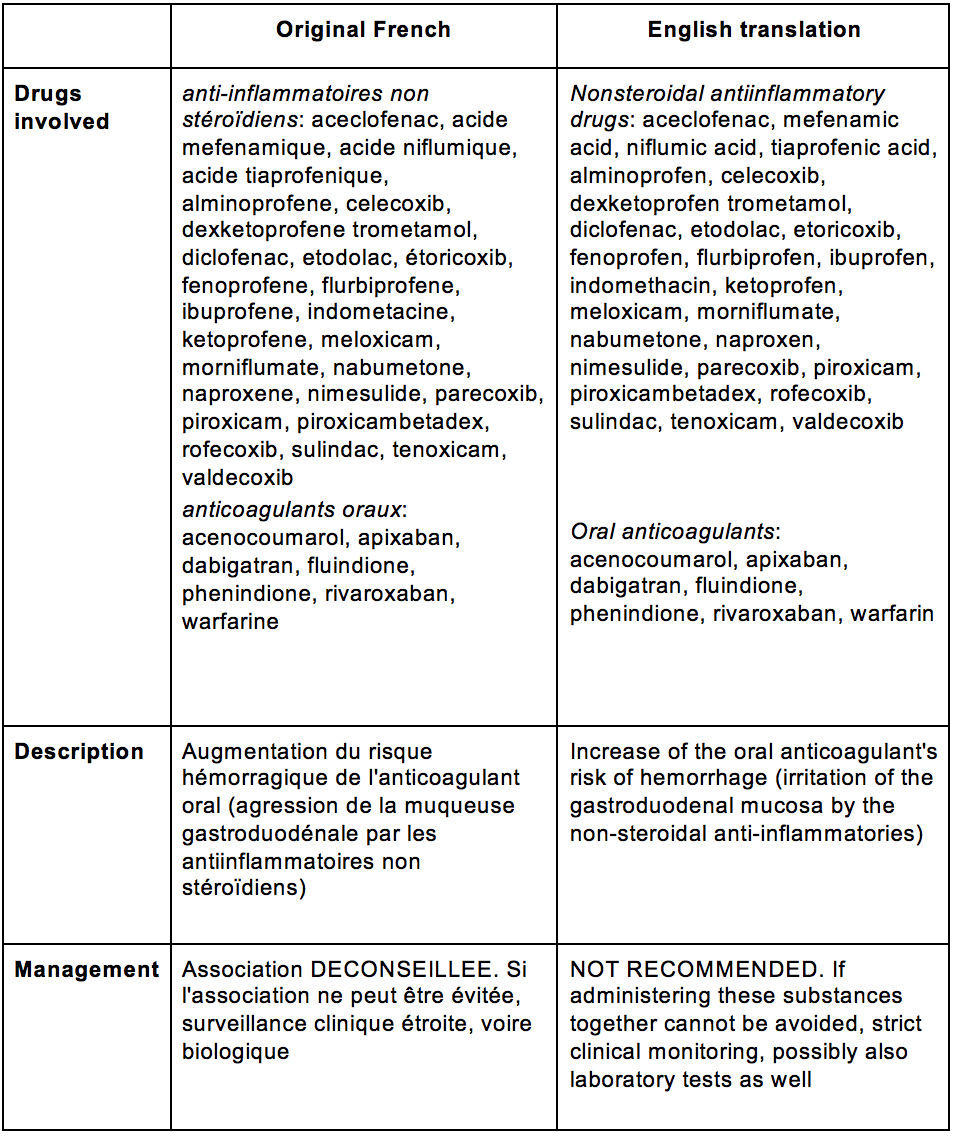 Original French
English translation
Drugs
involved
anti-inflammatoires non
stéroïdiens: aceclofenac, acide
mefenamique, acide niflumique,
acide tiaprofenique,
alminoprofene, celecoxib,
dexketoprofene trometamol,
diclofenac, etodolac, étoricoxib,
fenoprofene, flurbiprofene,
ibuprofene, indometacine,
ketoprofene, meloxicam,
morniflumate, nabumetone,
naproxene, nimesulide, parecoxib,
piroxicam, piroxicambetadex,
rofecoxib, sulindac, tenoxicam,
valdecoxib
anticoagulants oraux:
acenocoumarol, apixaban,
dabigatran, fluindione,
phenindione, rivaroxaban,
warfarine
Nonsteroidal antiinflammatory
drugs: aceclofenac, mefenamic
acid, niflumic acid, tiaprofenic acid,
alminoprofen, celecoxib,
dexketoprofen trometamol,
diclofenac, etodolac, etoricoxib,
fenoprofen, flurbiprofen, ibuprofen,
indomethacin, ketoprofen,
meloxicam, morniflumate,
nabumetone, naproxen,
nimesulide, parecoxib, piroxicam,
piroxicambetadex, rofecoxib,
sulindac, tenoxicam, valdecoxib
Oral anticoagulants:
acenocoumarol, apixaban,
dabigatran, fluindione,
phenindione, rivaroxaban, warfarin
Description
Augmentation du risque
hémorragique de l'anticoagulant
oral (agression de la muqueuse
gastroduodénale par les
antiinflammatoires non
stéroïdiens)
Increase of the oral anticoagulant's
risk of hemorrhage (irritation of the
gastroduodenal mucosa by the
non-steroidal anti-inflammatories)
Management
Association DECONSEILLEE. Si
l'association ne peut être évitée,
surveillance clinique étroite, voire
biologique
NOT RECOMMENDED. If
administering these substances
together cannot be avoided, strict
clinical monitoring, possibly also
laboratory tests as well